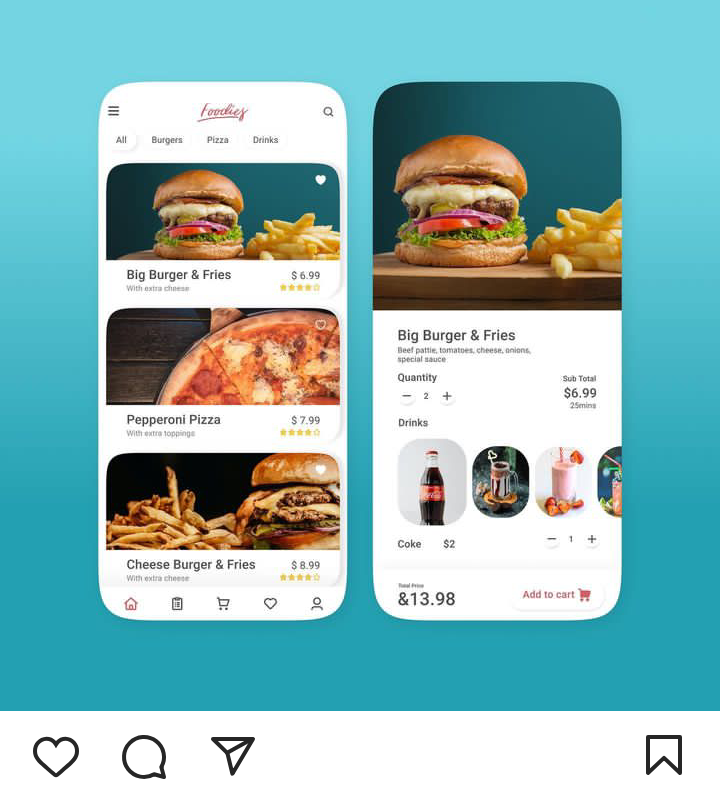 Foodies
All Burgers Pizza Drinks
Big Burger & Fries
$ 6.99
With extra cheese
Pepperoni Pizza
$ 7.99
With extra toppings
Cheese Burger & Fries
$ 8.99
With extra cheese
Big Burger & Fries
Beef pattie, tomatoes, cheese, onions,
special sauce
Quantity
Sub Total
- 2 +
$6.99
25mins
Drinks
Coca-Cola
Coke $2
- 1 +
Total Price
&13.98
Add to cart